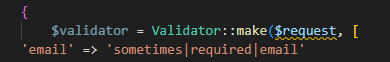 {
$validator = Validator::make($request, [
'email' => 'sometimes|required|email'